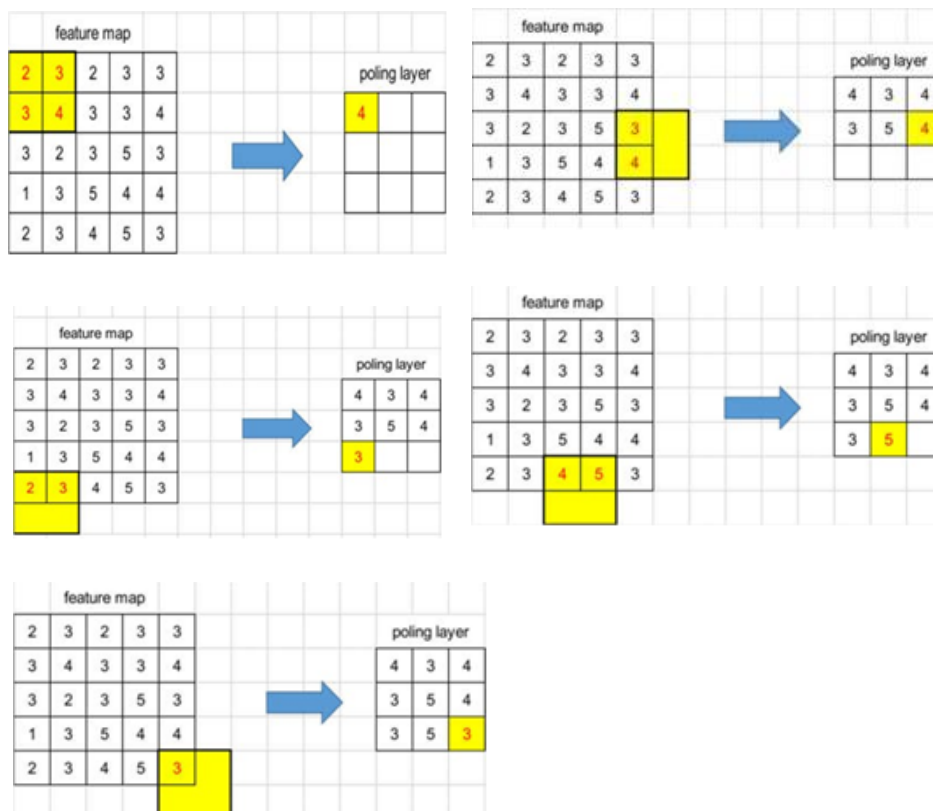 feature map
2 3 2 3 3
3 4 3 3 4
3 2 3 5 3
1 3 5 4 4
2 3 4 5 3
poling layer
4
feature map
2 3 2 3 3
3 4 3 3 4
3 2 3 5 3
1 3 5 4 4
2 3 4 5 3
poling layer
4 3 4
3 5 4
feature map
2 3 2 3 3
3 4 3 3 4
3 2 3 5 3
1 3 5 4 4
2 3 4 5 3
poling layer
4 3 4
3 5 4
3
feature map
2 3 2 3 3
3 4 3 3 4
3 2 3 5 3
1 3 5 4 4
2 3 4 5 3
poling layer
4 3 4
3 5 4
3 5
feature map
2 3 2 3 3
3 4 3 3 4
3 2 3 5 3
1 3 5 4 4
2 3 4 5 3
poling layer
4 3 4
3 5 4
3 5 3